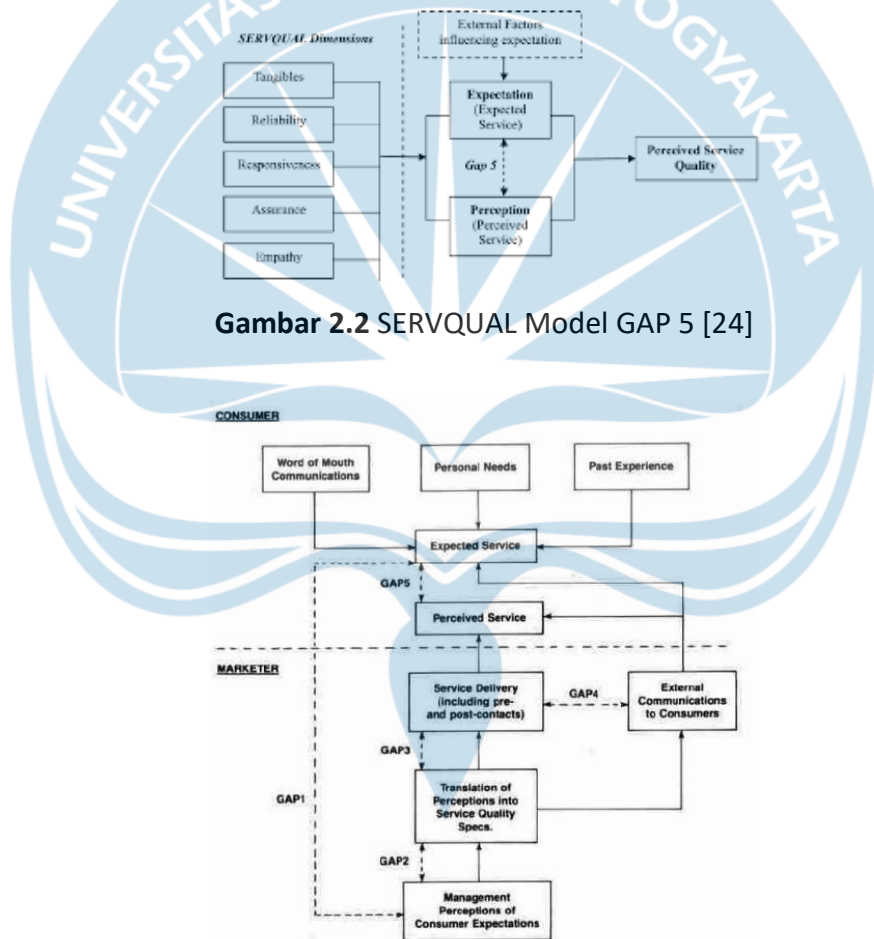 UNIVERSITAS
YOGYAKARTA
SERVQUAL Dimensions
External Factors
influencing expectation
Tangibles
Reliability
Responsiveness
Assurance
Empathy
Expectation
(Expected
Service)
Gap 5
Perception
(Perceived
Service)
Perceived Service
Quality
Gambar 2.2 SERVQUAL Model GAP 5 [24]
CONSUMER
Word of Mouth
Communications
Personal Needs
Past Experience
Expected Service
GAP5
Perceived Service
MARKETER
Service Delivery
(including pre-
and post-contacts)
GAP4
External
Communications
to Consumers
GAP3
GAP1
Translation of
Perceptions into
Service Quality
Specs.
GAP2
Management
Perceptions of
Consumer Expectations